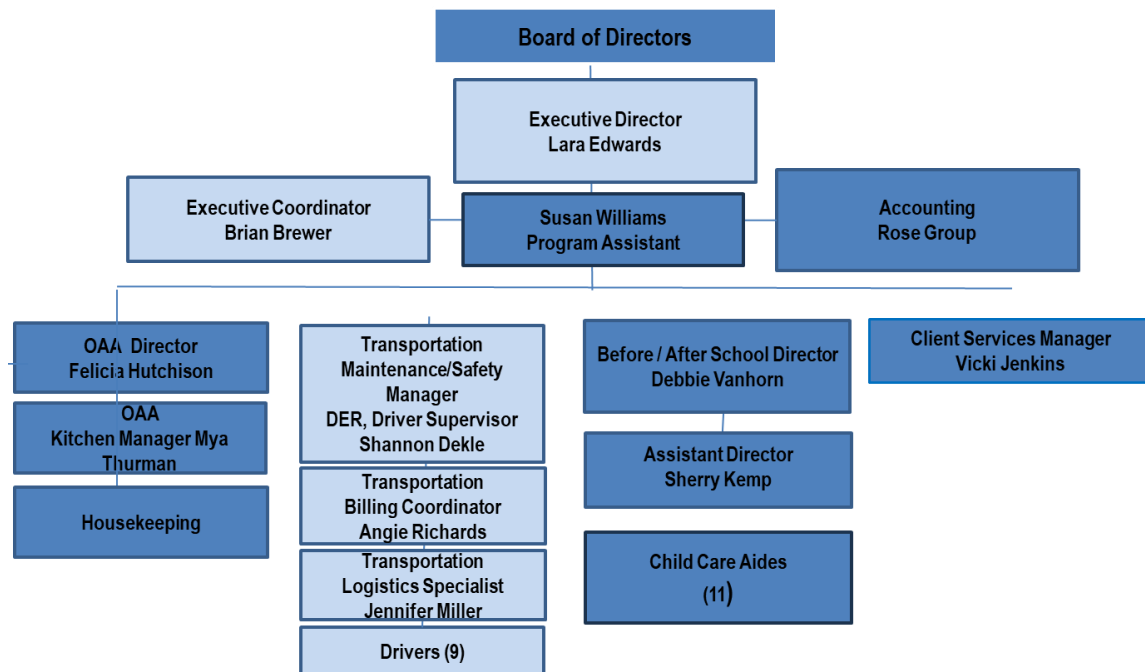 Board of Directors
Executive Director
Lara Edwards
Executive Coordinator
Brian Brewer
Susan Williams
Program Assistant
Accounting
Rose Group
OAA Director
Felicia Hutchison
OAA
Kitchen Manager Mya
Thurman
Housekeeping
Transportation
Maintenance/Safety
Manager
DER, Driver Supervisor
Shannon Dekle
Transportation
Billing Coordinator
Angie Richards
Transportation
Logistics Specialist
Jennifer Miller
Drivers (9)
Before / After School Director
Debbie Vanhorn
Assistant Director
Sherry Kemp
Child Care Aides
(11)
Client Services Manager
Vicki Jenkins